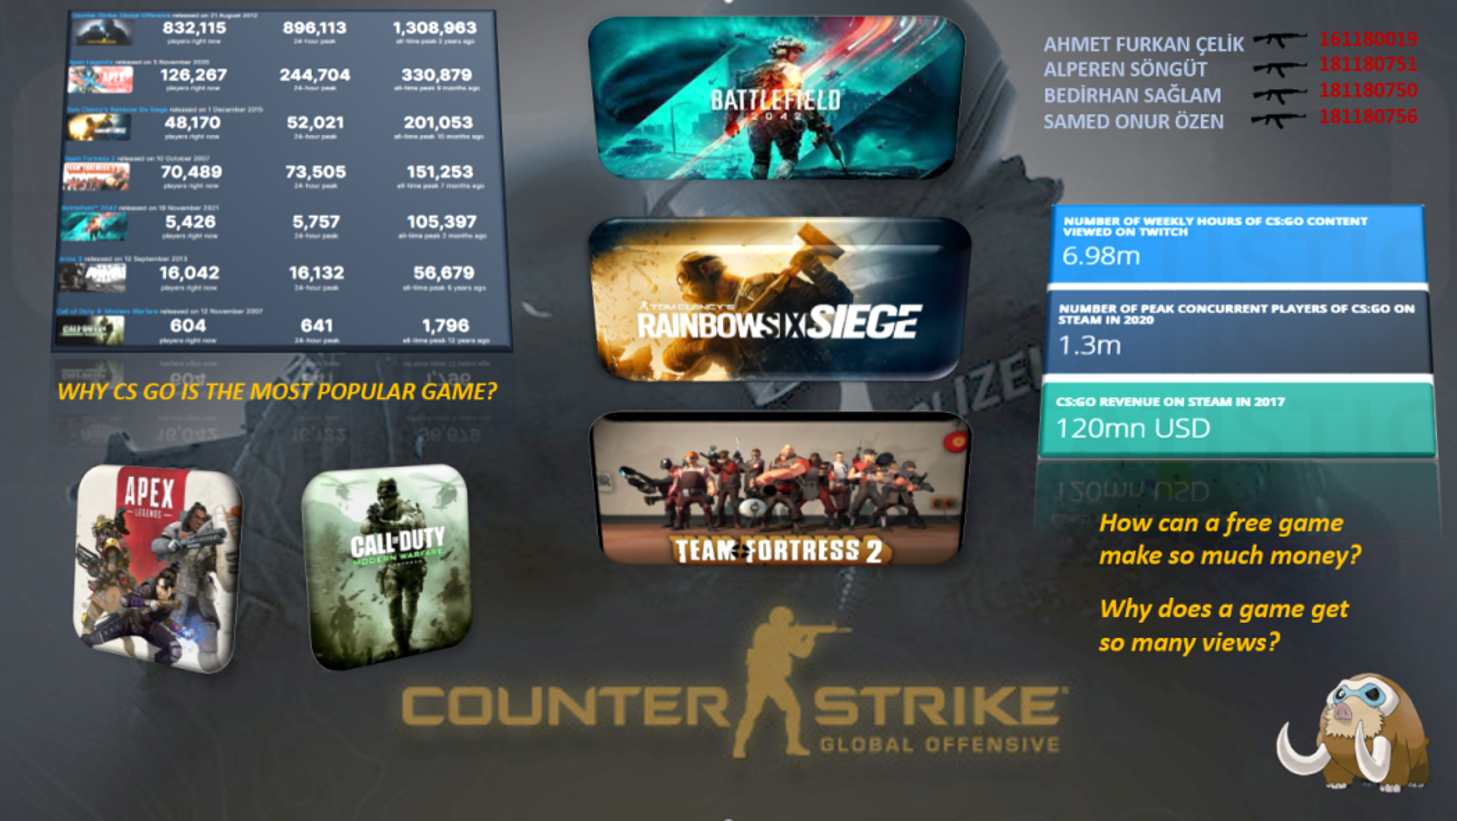 Counter-Strike: Global Offensive released on 21 August 2012
832,115 896,113 1,308,963
players right now 24-hour peak all-time peak 2 years ago
Apex Legends released on 5 November 2020
126,267 244,704 330,879
players right now 24-hour peak all-time peak
Tom Clancy's Rainbow Six Siege released on 1 December 2015
48,170 52,021 201,053
players right now 24-hour peak all-time peak 10 months ago
Team Fortress 2 released on 10 October 2007
70,489 73,505 151,253
players right now 24-hour peak all-time peak 7 months ago
Battlefield™ 2042 released on 19 November 2021
5,426 5,757 105,397
players right now 24-hour peak all-time peak 2 months ago
Arma 3 released on 12 September 2013
16,042 16,132 56,679
players right now 24-hour peak all-time peak years ago
Call of Duty 4: Modern Warfare released on 12 November 2007
604 641 1,796
players right now 24-hour peak all-time peak 12 years ago
WHY CS GO IS THE MOST POPULAR GAME?
APEX
LEGENDS
CALL OF DUTY
MODERN WARFARE
BATTLEFIELD
2042
TOM CLANCY'S
RAINBOWSIX SIEGE
TEAM FORTRESS 2
COUNTER STRIKE
GLOBAL OFFENSIVE
AHMET FURKAN ÇELİK 161180019
ALPEREN SÖNGÜT 181180751
BEDİRHAN SAĞLAM 181180750
SAMED ONUR ÖZEN 181180756
NUMBER OF WEEKLY HOURS OF CS:GO CONTENT
VIEWED ON TWITCH
6.98m
NUMBER OF PEAK CONCURRENT PLAYERS OF CS:GO ON
STEAM IN 2020
1.3m
CS:GO REVENUE ON STEAM IN 2017
120mn USD
How can a free game
make so much money?
Why does a game get
so many views?